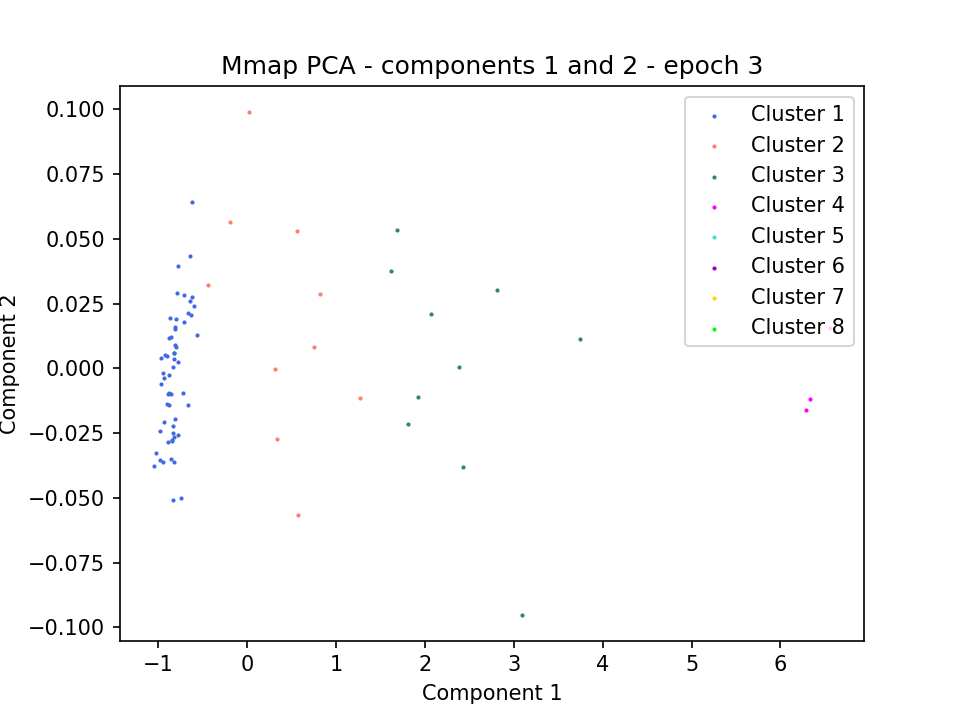 Mmap PCA - components 1 and 2 - epoch 3
0.100
0.075
0.050
0.025
0.000
−0.025
−0.050
−0.075
−0.100
Component 2
Cluster 1
Cluster 2
Cluster 3
Cluster 4
Cluster 5
Cluster 6
Cluster 7
Cluster 8
−1 0 1 2 3 4 5 6
Component 1